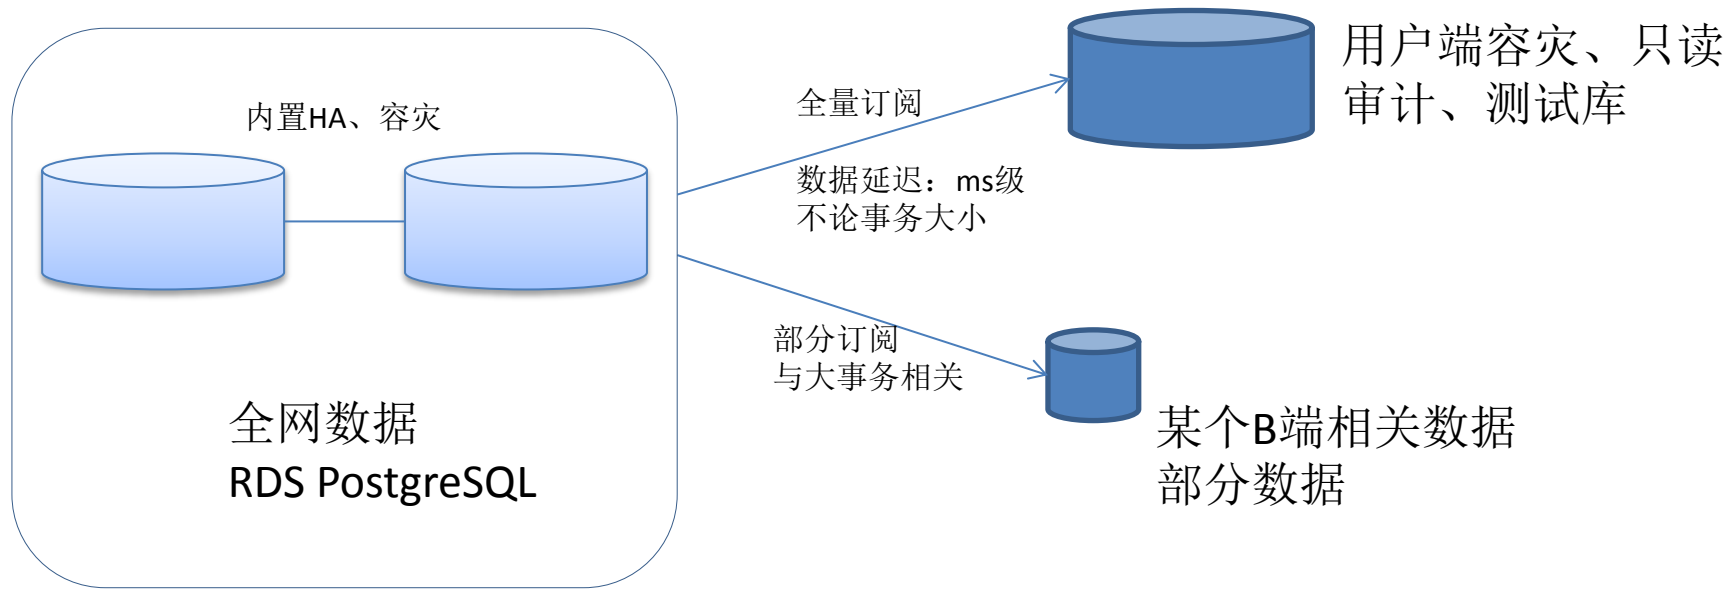 内置HA、容灾
全网数据
RDS PostgreSQL
全量订阅
数据延迟：ms级
不论事务大小
部分订阅
与大事务相关
用户端容灾、只读
审计、测试库
某个B端相关数据
部分数据